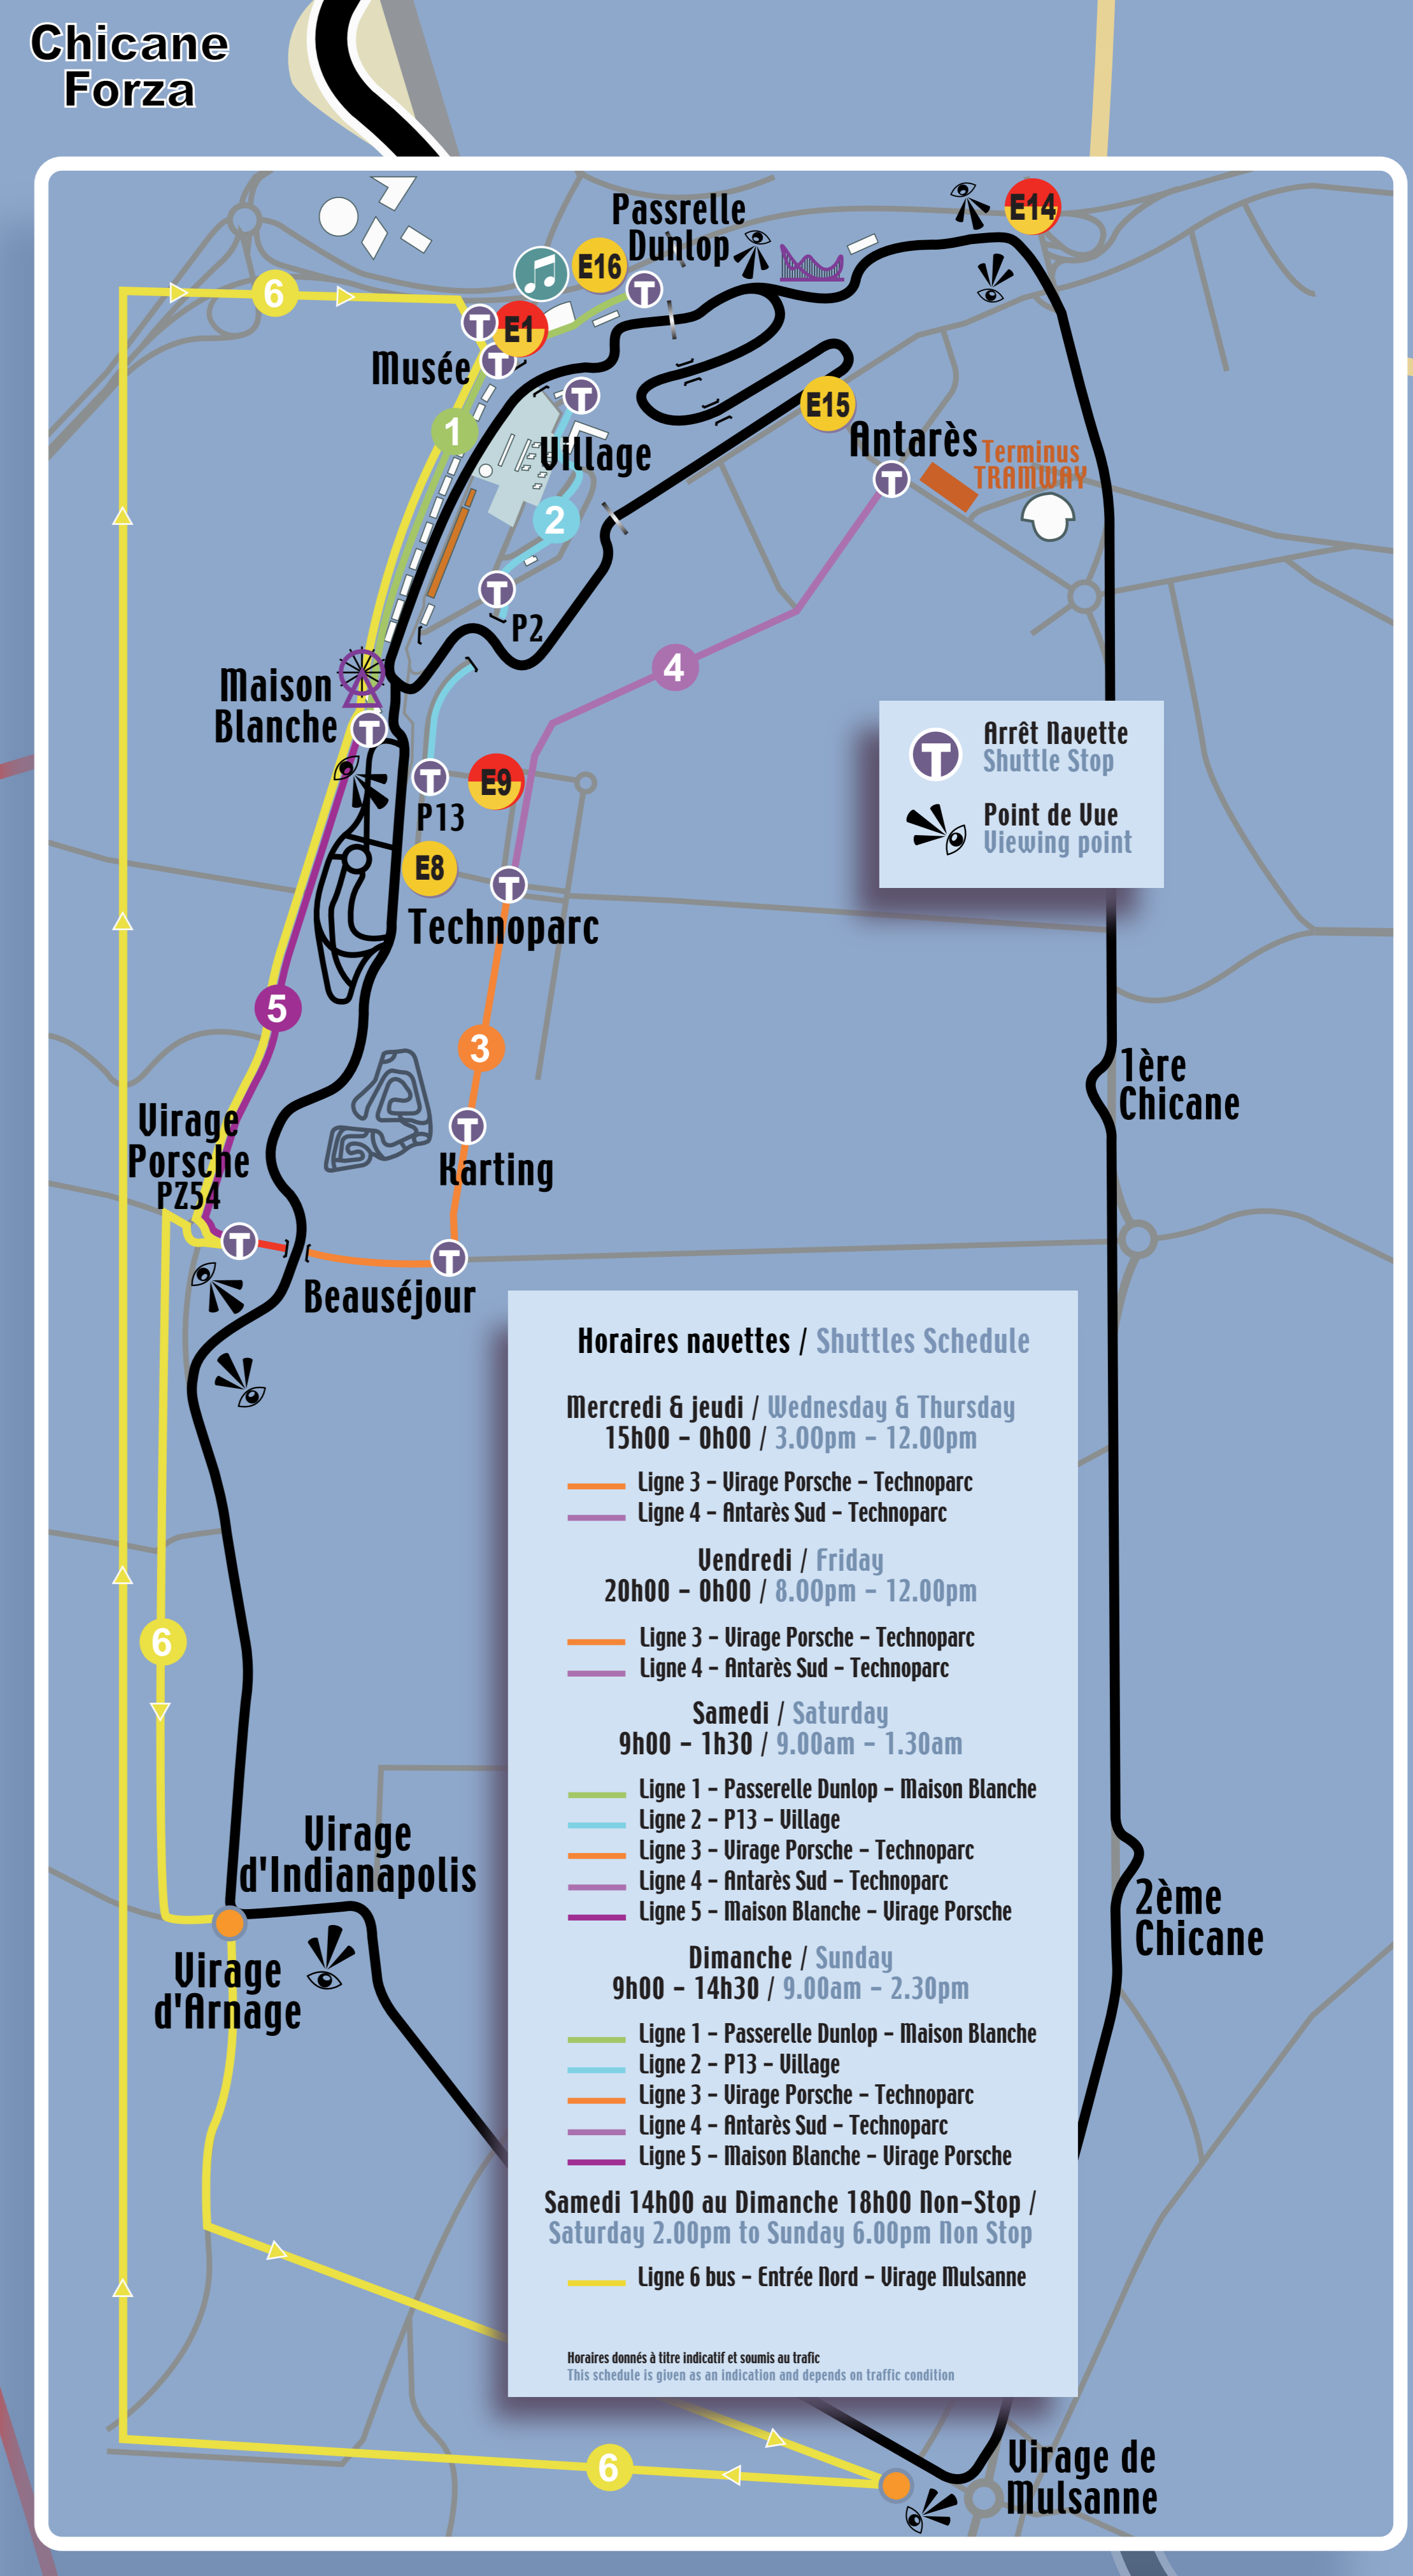 Chicane
Forza
Passrelle
Dunlop
E14
E16
6
E1
Musée
1
E15
Village
Antarès
Terminus
TRAMWAY
2
P2
4
Maison
Blanche
T Arrêt Navette
Shuttle Stop
Point de Vue
Viewing point
E9
P13
E8
Technoparc
5
3
1ère
Chicane
Virage
Porsche
PZ54
Karting
Beauséjour
Horaires navettes / Shuttles Schedule
Mercredi & jeudi / Wednesday & Thursday
15h00 - 0h00 / 3.00pm - 12.00pm
Ligne 3 - Virage Porsche - Technoparc
Ligne 4 - Antarès Sud - Technoparc
Vendredi / Friday
20h00 - 0h00 / 8.00pm - 12.00pm
Ligne 3 - Virage Porsche - Technoparc
Ligne 4 - Antarès Sud - Technoparc
Samedi / Saturday
9h00 - 1h30 / 9.00am - 1.30am
Ligne 1 - Passerelle Dunlop - Maison Blanche
Ligne 2 - P13 - Village
Ligne 3 - Virage Porsche - Technoparc
Ligne 4 - Antarès Sud - Technoparc
Ligne 5 - Maison Blanche - Virage Porsche
Dimanche / Sunday
9h00 - 14h30 / 9.00am - 2.30pm
Ligne 1 - Passerelle Dunlop - Maison Blanche
Ligne 2 - P13 - Village
Ligne 3 - Virage Porsche - Technoparc
Ligne 4 - Antarès Sud - Technoparc
Ligne 5 - Maison Blanche - Virage Porsche
Samedi 14h00 au Dimanche 18h00 Non-Stop /
Saturday 2.00pm to Sunday 6.00pm Non Stop
Ligne 6 bus - Entrée Nord - Virage Mulsanne
Horaires donnés à titre indicatif et soumis au trafic
This schedule is given as an indication and depends on traffic condition
6
Virage
d'Indianapolis
2ème
Chicane
Virage
d'Arnage
6
Virage de
Mulsanne